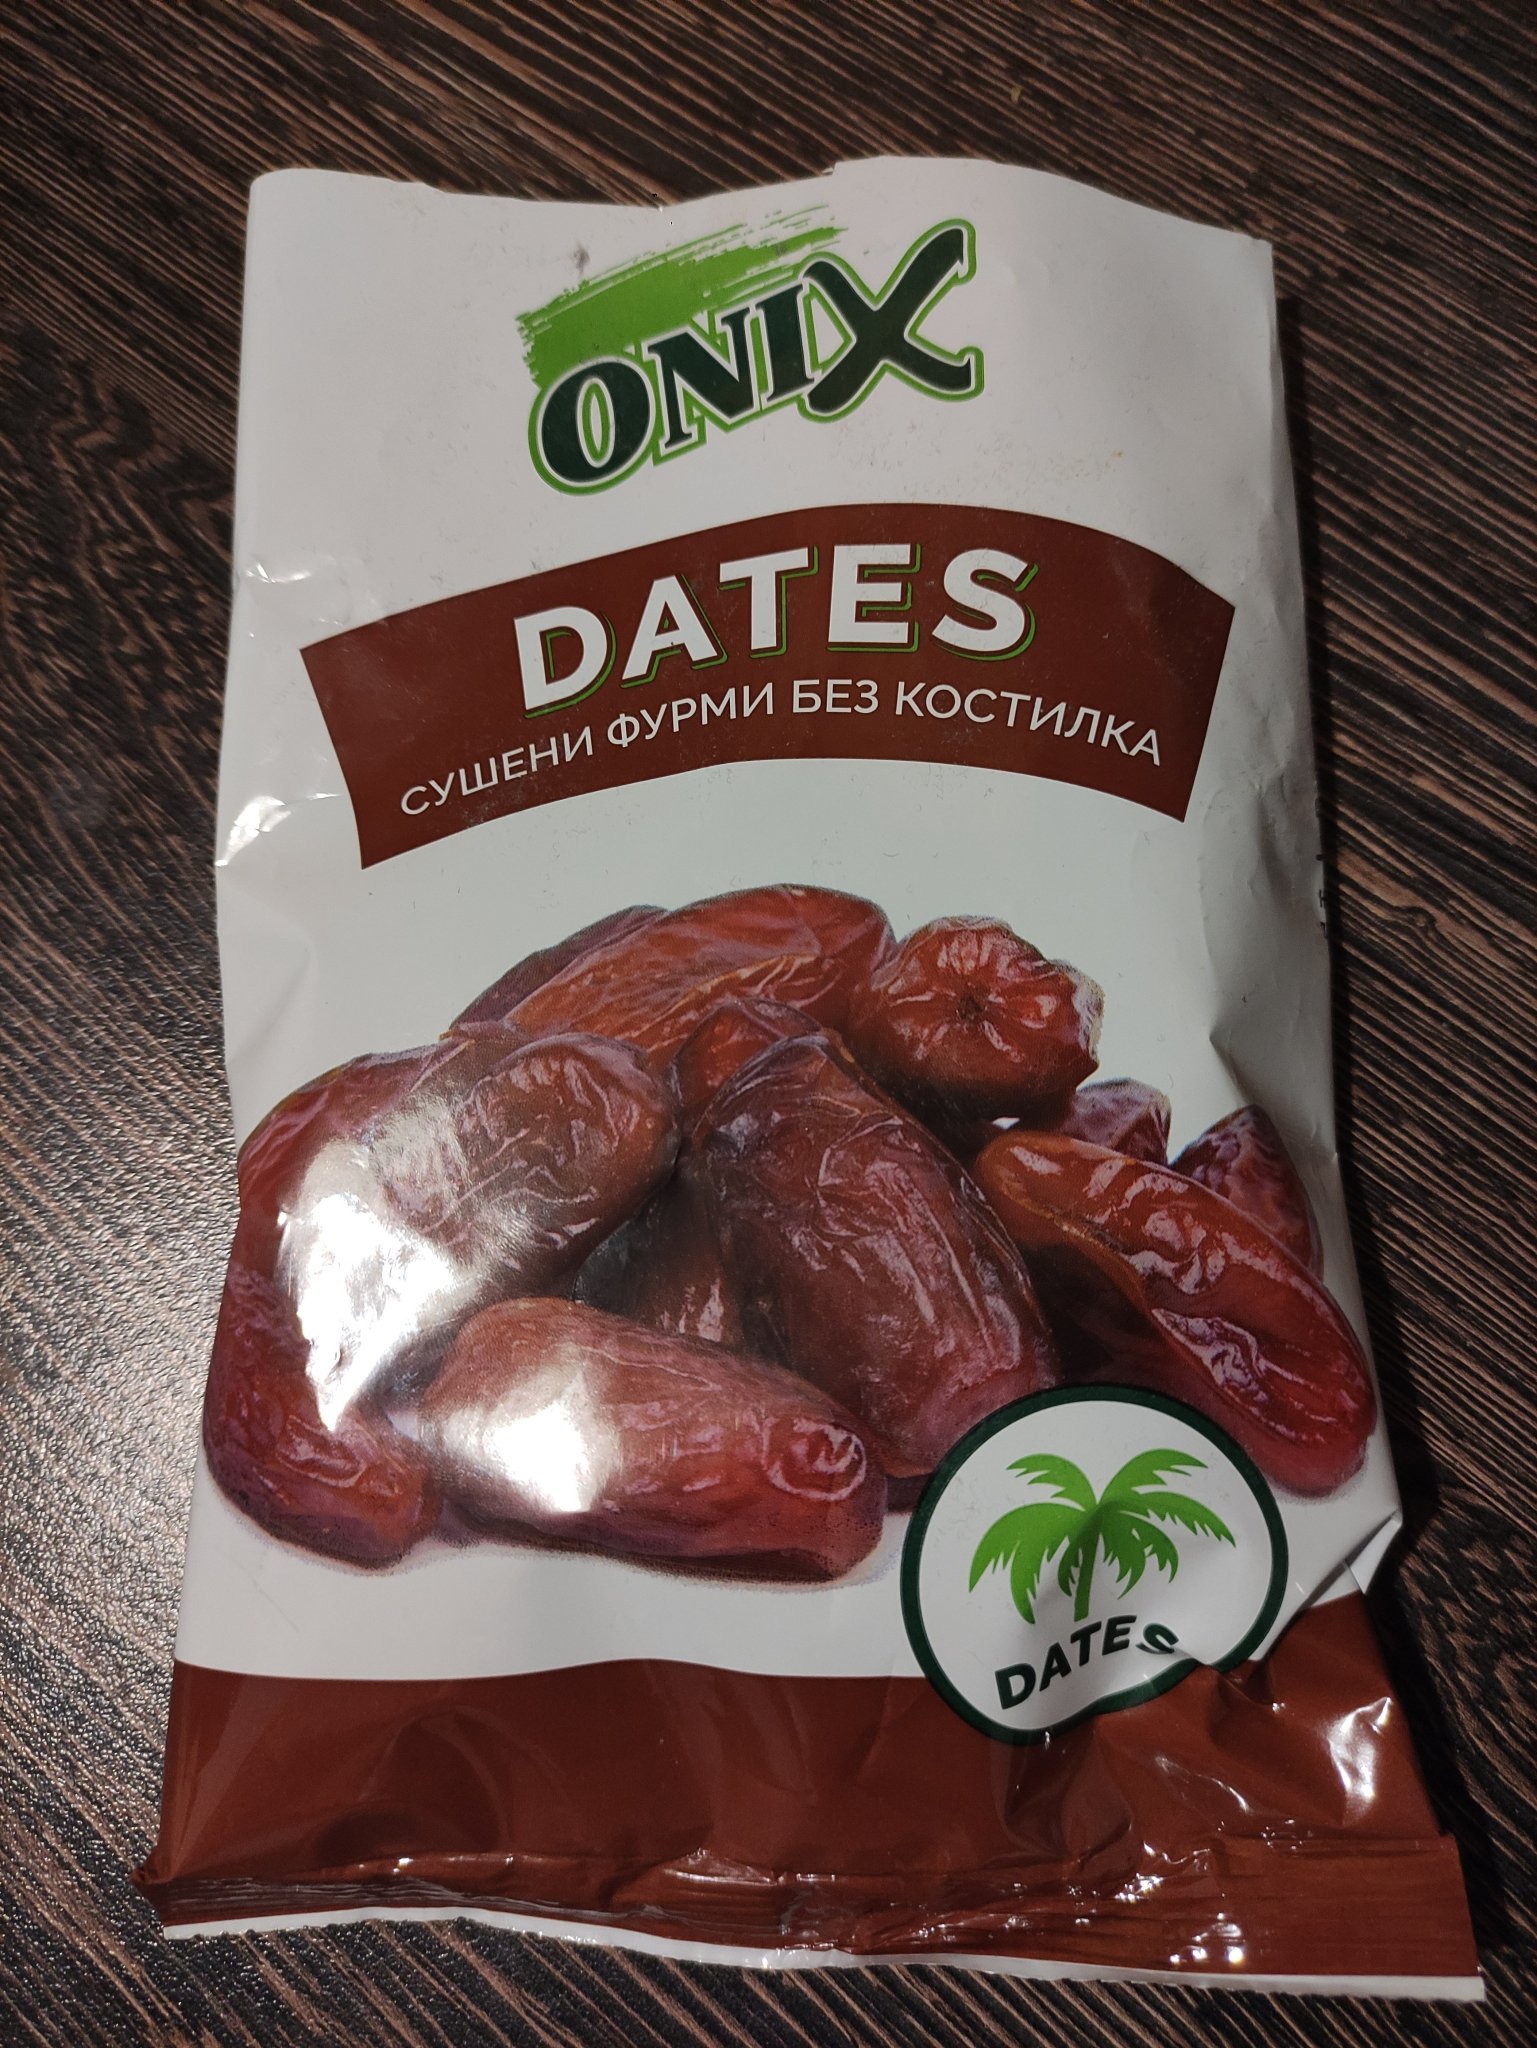 ONIX
DATES
СУШЕНИ ФУРМИ БЕЗ КОСТИЛКА
DATES